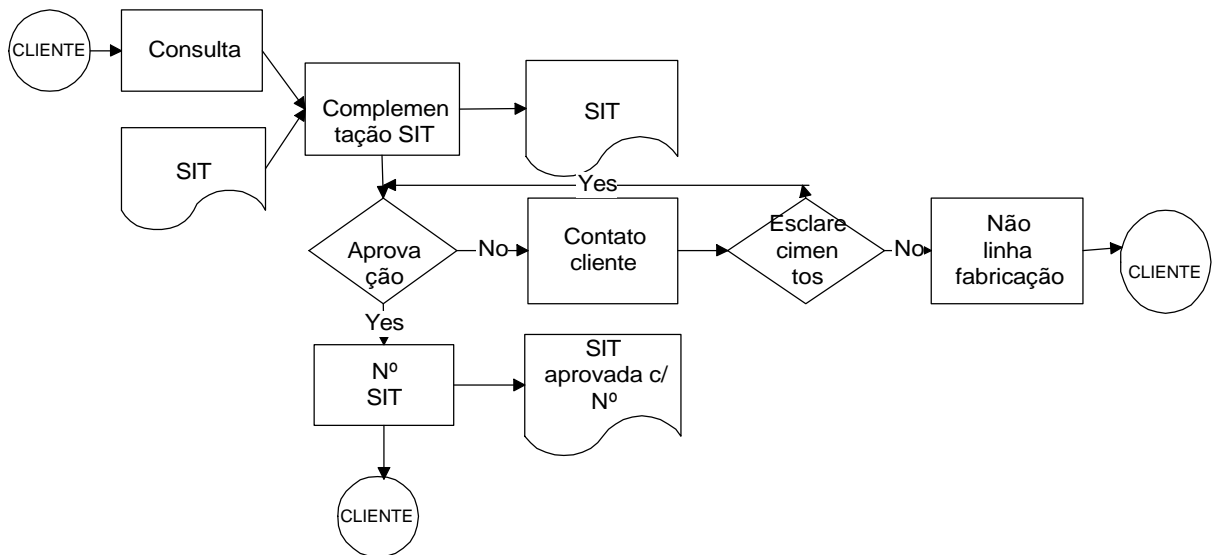 CLIENTE
Consulta
SIT
Complemen
tação SIT
SIT
Yes
Aprova
ção
No
Contato
cliente
Esclare
cimen
tos
No
Não
linha
fabricação
CLIENTE
Yes
Nº
SIT
SIT
aprovada c/
Nº
CLIENTE